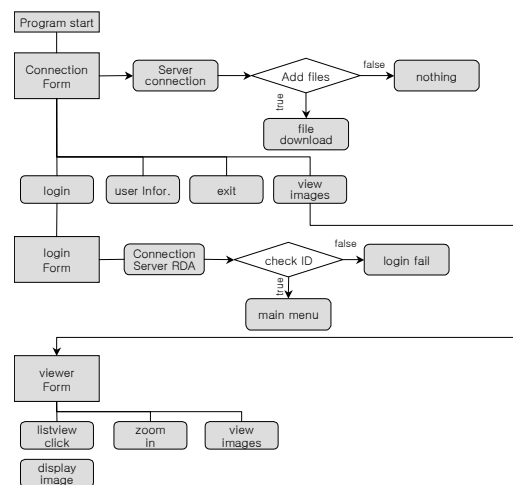 Program start
Connection
Form
Server
connection
Add files
false
nothing
true
file
download
login
user Infor.
exit
view
images
login
Form
Connection
Server RDA
check ID
false
login fail
true
main menu
viewer
Form
listview
click
zoom
in
view
images
display
image